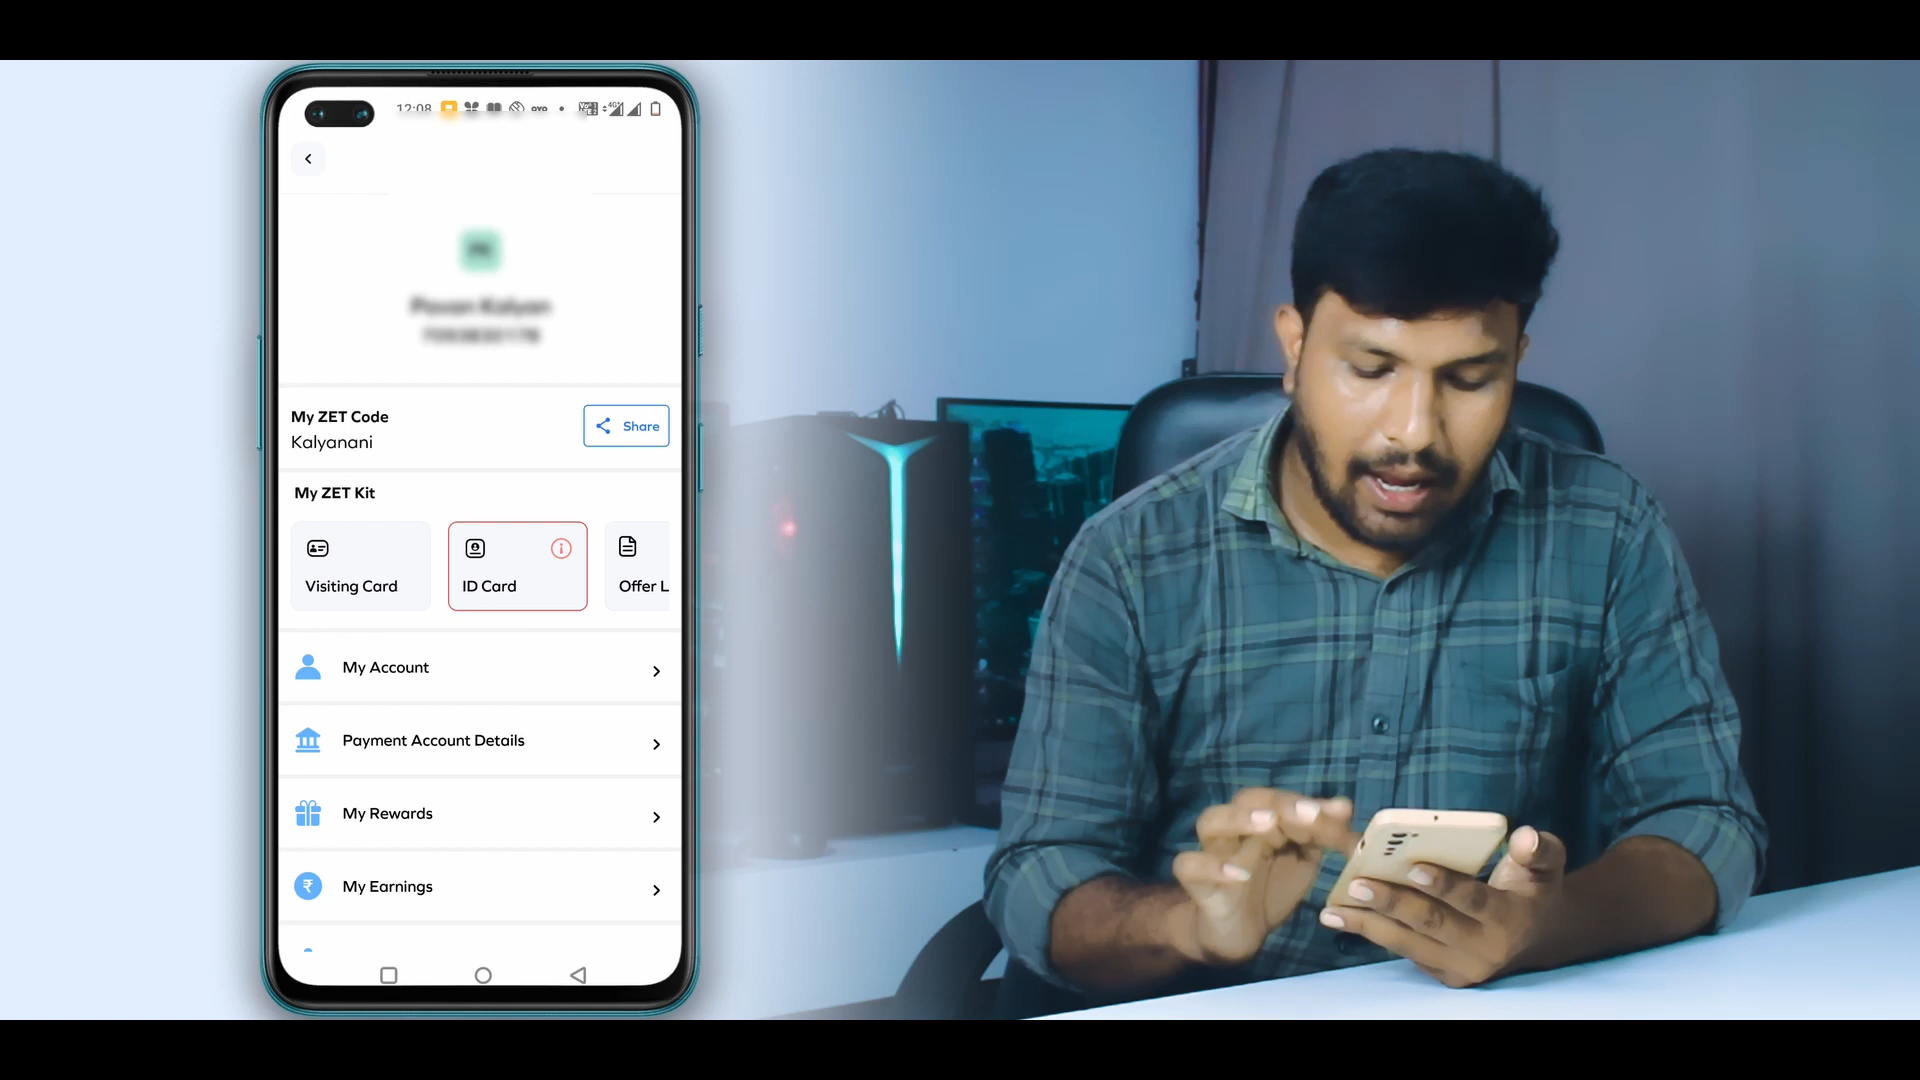 12:08
My ZET Code
Kalyanani
Share
My ZET Kit
Visiting Card
ID Card
Offer L
My Account
Payment Account Details
My Rewards
My Earnings